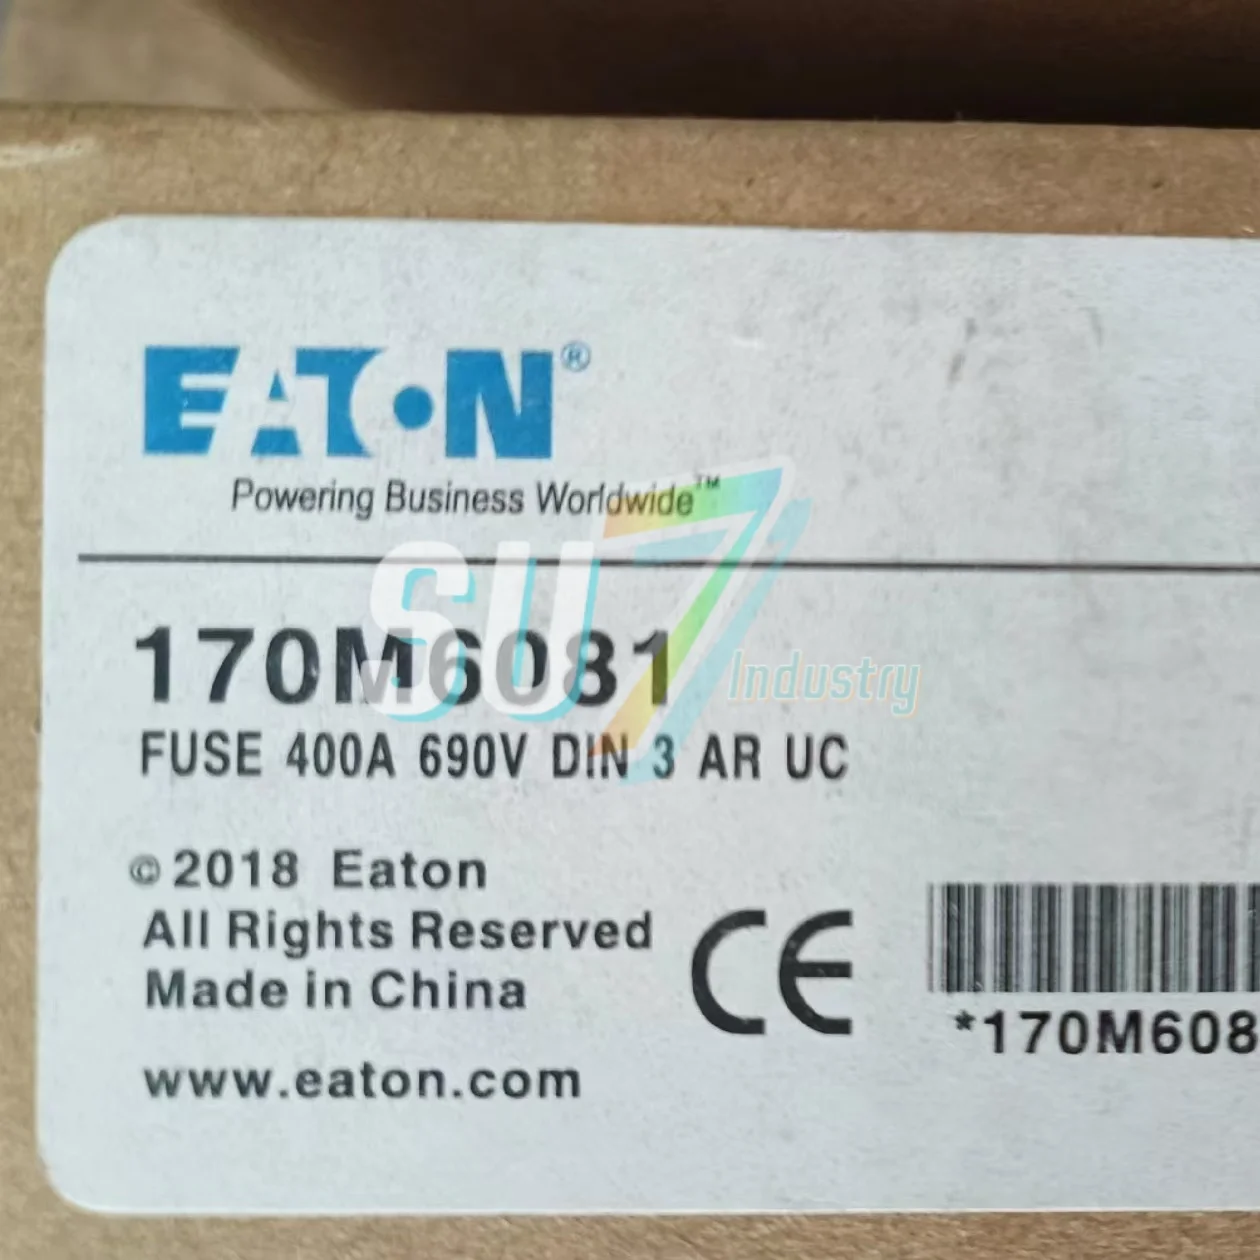 EATON®
Powering Business Worldwide™
SU7
Industry
170M6081
FUSE 400A 690V DIN 3 AR UC
©2018 Eaton
All Rights Reserved
Made in China
CE
www.eaton.com
*170M608